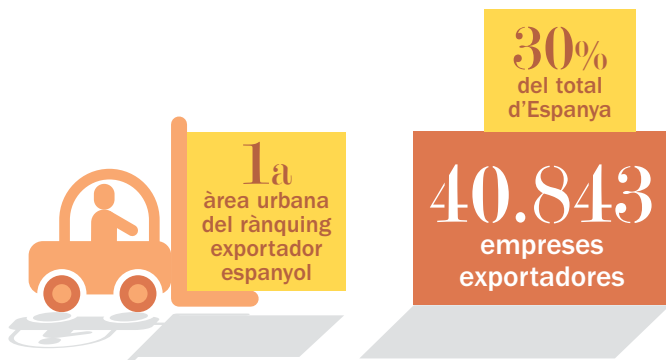 1a
àrea urbana
del rànquing
exportador
espanyol
30%
del total
d'Espanya
40.843
empreses
exportadores